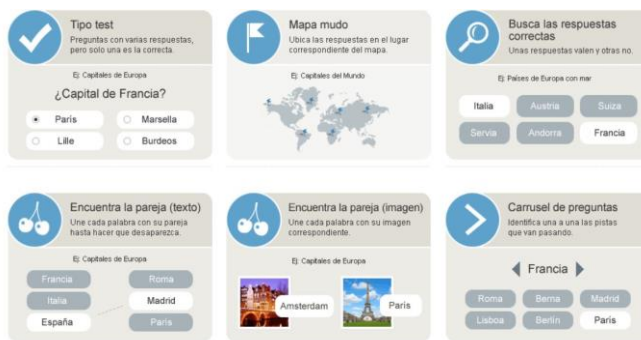 Tipo test
Preguntas con varias respuestas,
pero solo una es la correcta.
Ej: Capitales de Europa
¿Capital de Francia?
París
Marsella
Lille
Burdeos
Mapa mudo
Ubica las respuestas en el lugar
correspondiente del mapa.
Ej: Capitales del Mundo
Busca las respuestas
correctas
Unas respuestas valen y otras no.
Ej: Países de Europa con mar
Italia
Austria
Suiza
Servia
Andorra
Francia
Encuentra la pareja (texto)
Une cada palabra con su pareja
hasta hacer que desaparezca.
Ej: Capitales de Europa
Francia
Roma
Italia
Madrid
España
París
Encuentra la pareja (imagen)
Une cada palabra con su imagen
correspondiente.
Ej: Capitales de Europa
Amsterdam
París
Carrusel de preguntas
Identifica una a una las pistas
que van pasando.
Francia
Roma
Berna
Madrid
Lisboa
Berlín
París